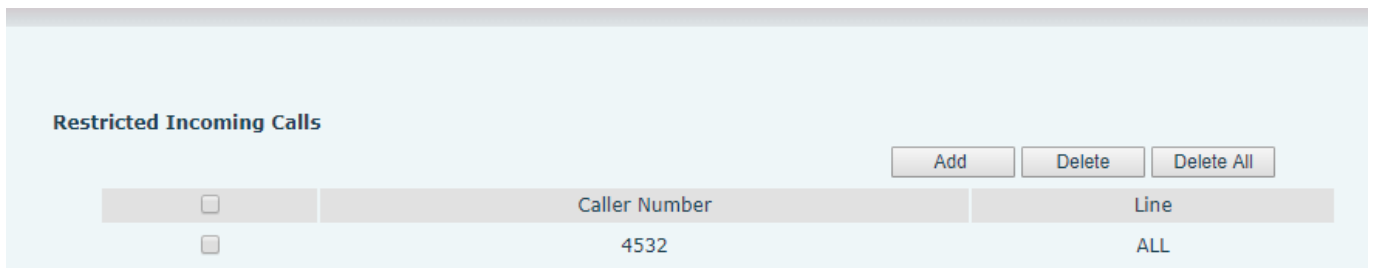 Restricted Incoming Calls
Add Delete Delete All
Caller Number Line
4532 ALL